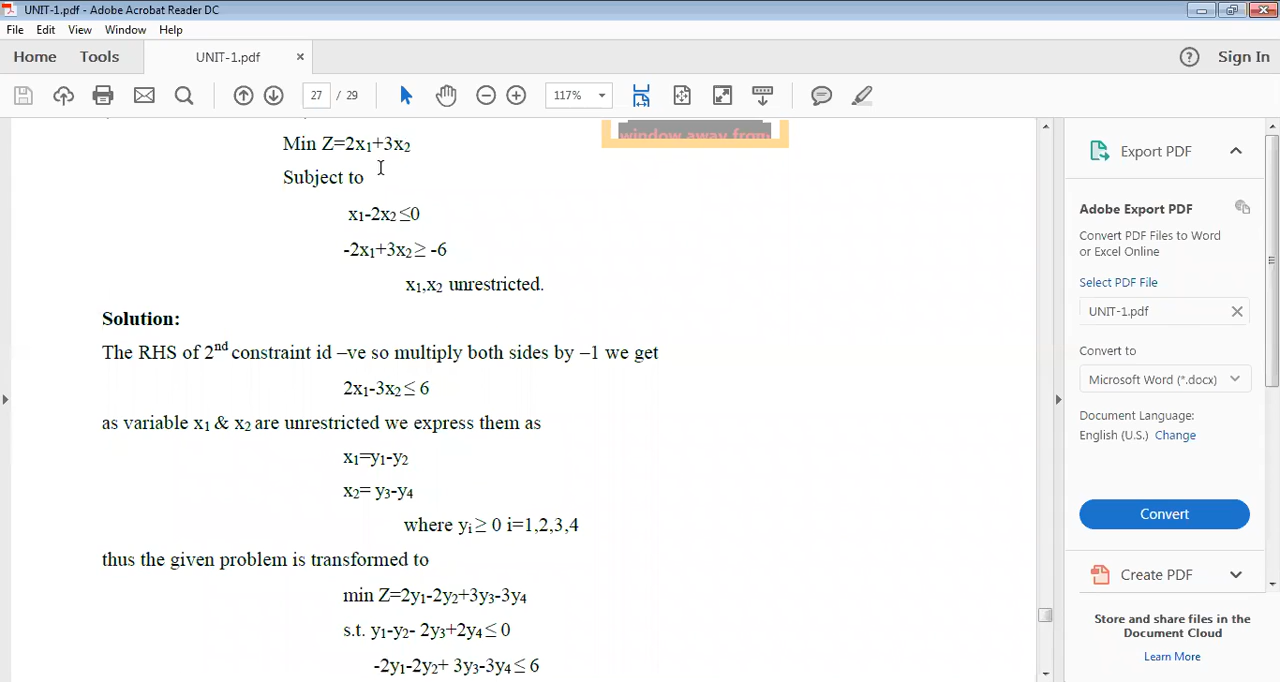 UNIT-1.pdf - Adobe Acrobat Reader DC
File Edit View Window Help
Home Tools UNIT-1.pdf × ? Sign In
27 / 29 117%
window away from
Min Z=2x₁+3x₂
Subject to
x₁-2x₂ ≤0
-2x₁+3x₂≥ -6
x₁,x₂ unrestricted.
Solution:
The RHS of 2nd constraint id –ve so multiply both sides by –1 we get
2x₁-3x₂≤ 6
as variable x₁ & x₂ are unrestricted we express them as
x₁=y₁-y₂
x₂= y₃-y₄
where yᵢ≥ 0 i=1,2,3,4
thus the given problem is transformed to
min Z=2y₁-2y₂+3y₃-3y₄
s.t. y₁-y₂- 2y₃+2y₄≤ 0
-2y₁-2y₂+ 3y₃-3y₄≤ 6
Export PDF
Adobe Export PDF
Convert PDF Files to Word
or Excel Online
Select PDF File
UNIT-1.pdf
Convert to
Microsoft Word (*.docx)
Document Language:
English (U.S.) Change
Convert
Create PDF
Store and share files in the
Document Cloud
Learn More